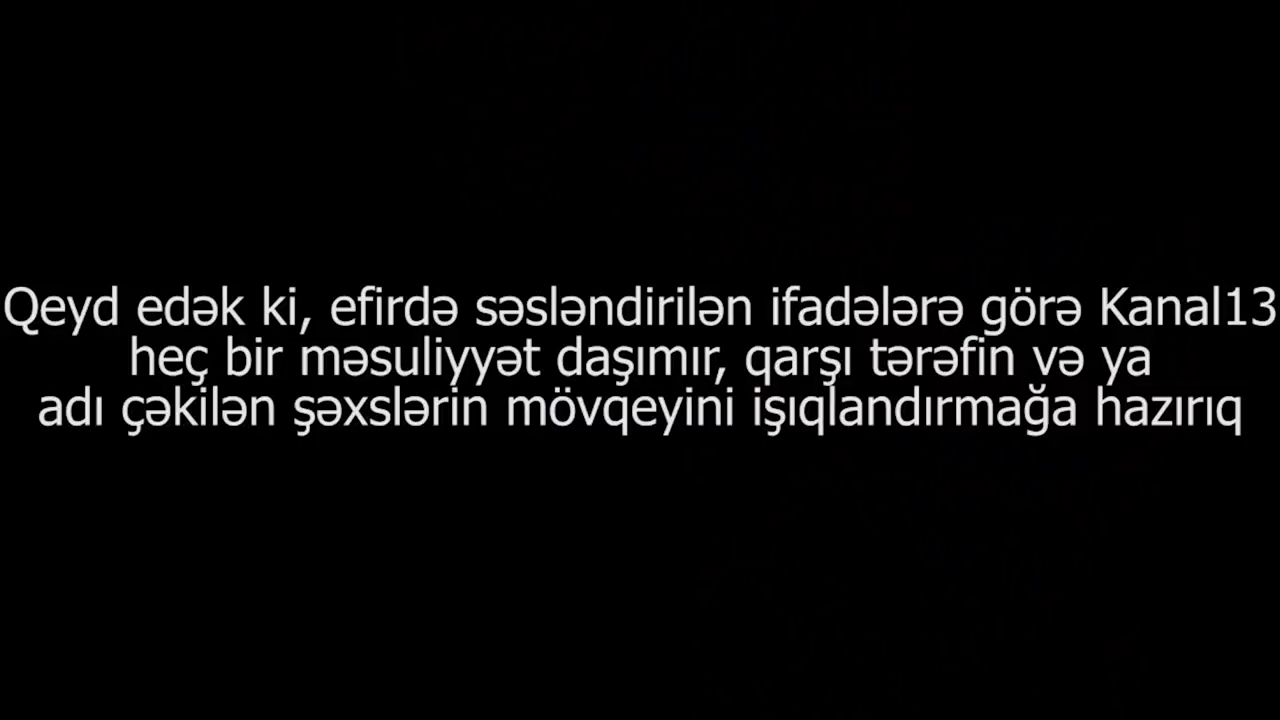 Qeyd edək ki, efirdə səsləndirilən ifadələrə görə Kanal13
heç bir məsuliyyət daşımır, qarşı tərəfin və ya
adı çəkilən şəxslərin mövqeyini işıqlandırmağa hazırıq